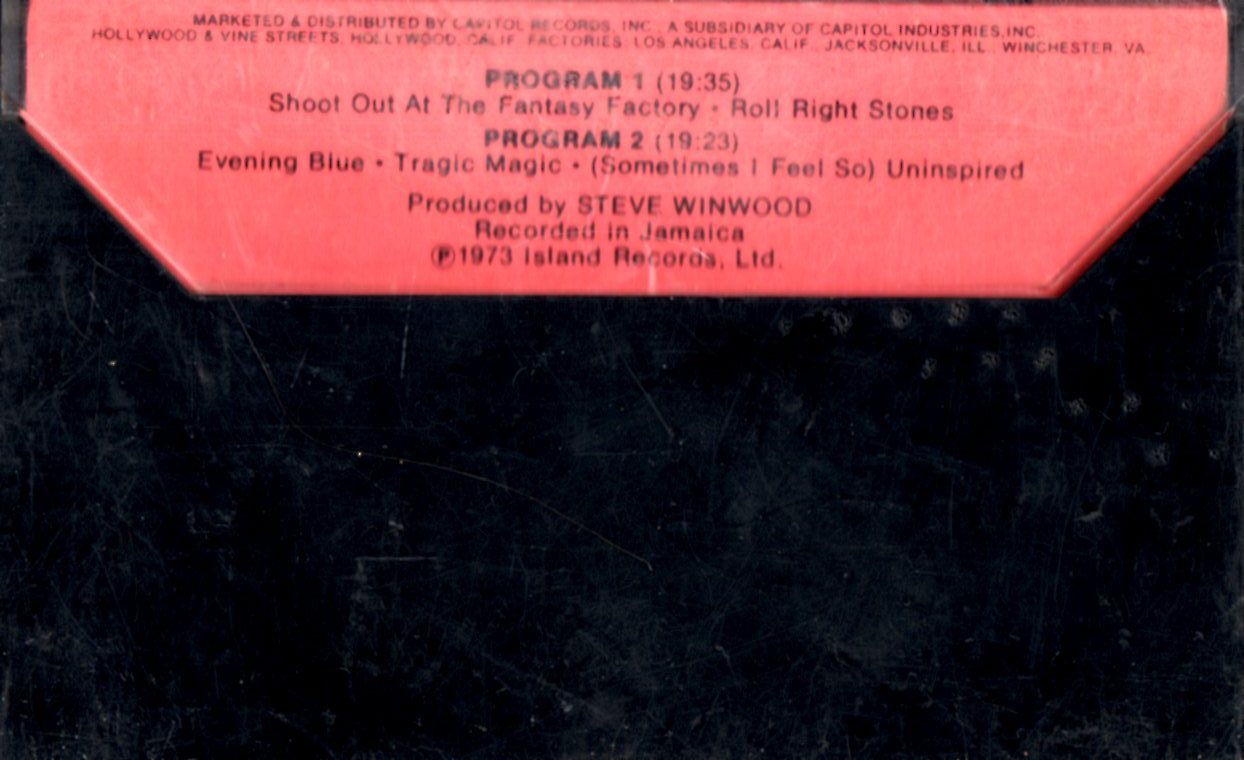 MARKETED & DISTRIBUTED BY CAPITOL RECORDS, INC., A SUBSIDIARY OF CAPITOL INDUSTRIES, INC.
HOLLYWOOD & VINE STREETS, HOLLYWOOD, CALIF. FACTORIES: LOS ANGELES, CALIF., JACKSONVILLE, ILL., WINCHESTER, VA.
PROGRAM 1 (19:35)
Shoot Out At The Fantasy Factory • Roll Right Stones
PROGRAM 2 (19:23)
Evening Blue • Tragic Magic • (Sometimes I Feel So) Uninspired
Produced by STEVE WINWOOD
Recorded in Jamaica
Ⓟ1973 Island Records, Ltd.